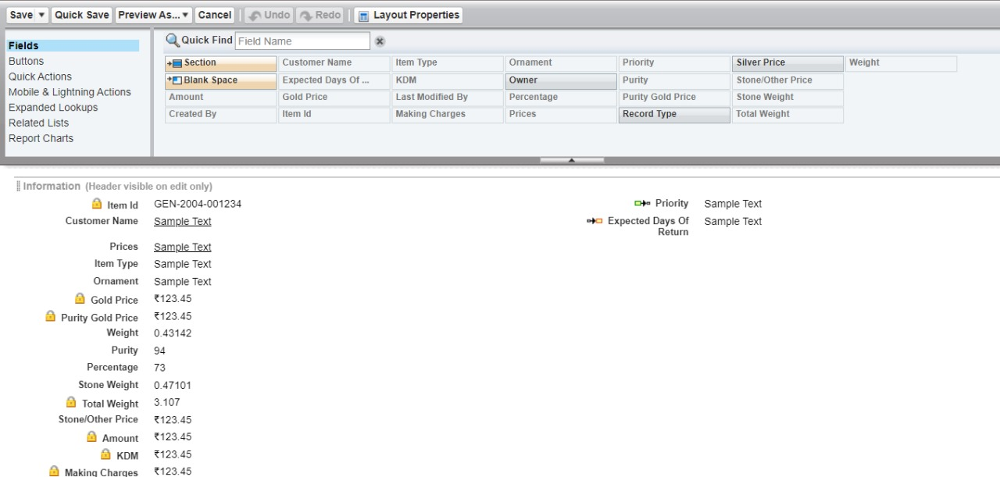 Save Quick Save Preview As... Cancel Undo Redo Layout Properties
Fields
Buttons
Quick Actions
Mobile & Lightning Actions
Expanded Lookups
Related Lists
Report Charts
Quick Find Field Name
Section Customer Name Item Type Ornament Priority Silver Price Weight
Blank Space Expected Days Of ... KDM Owner Purity Stone/Other Price
Amount Gold Price Last Modified By Percentage Purity Gold Price Stone Weight
Created By Item Id Making Charges Prices Record Type Total Weight
Information (Header visible on edit only)
Item Id GEN-2004-001234 Priority Sample Text
Customer Name Sample Text Expected Days Of Sample Text
Return
Prices Sample Text
Item Type Sample Text
Ornament Sample Text
Gold Price ₹123.45
Purity Gold Price ₹123.45
Weight 0.43142
Purity 94
Percentage 73
Stone Weight 0.47101
Total Weight 3.107
Stone/Other Price ₹123.45
Amount ₹123.45
KDM ₹123.45
Making Charges ₹123.45